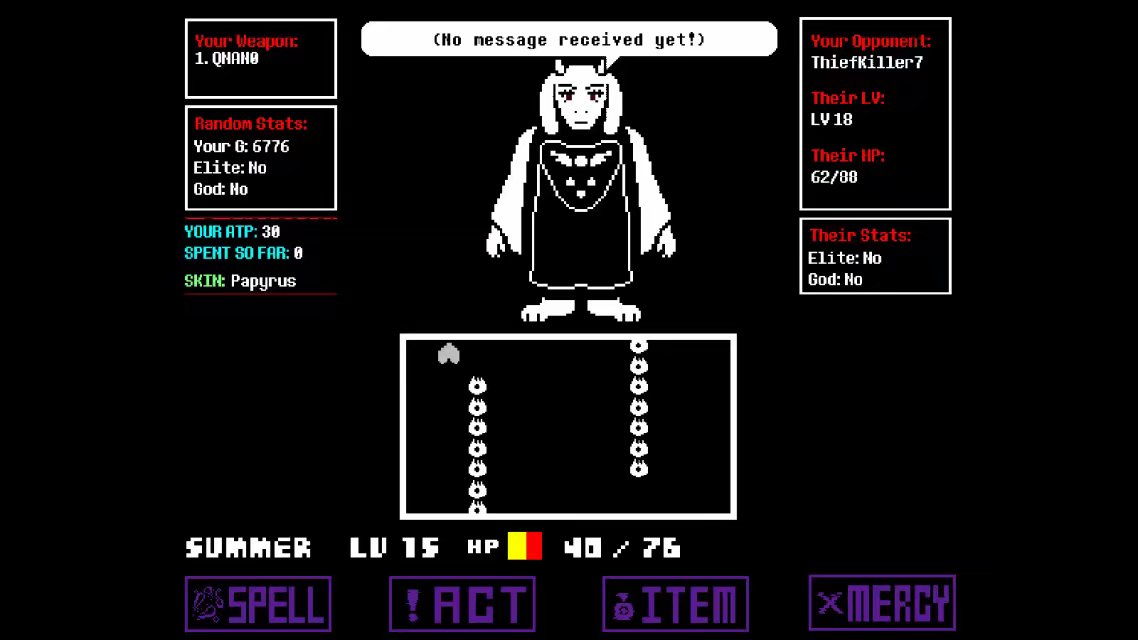 Your Weapon:
1. QNAN0
Random Stats:
Your G: 6776
Elite: No
God: No
YOUR ATP: 30
SPENT SO FAR: 0
SKIN: Papyrus
(No message received yet!)
Your Opponent:
ThiefKiller7
Their LV:
LV 18
Their HP:
62/88
Their Stats:
Elite: No
God: No
SUMMER LV 15 HP 40 / 76
SPELL ACT ITEM MERCY